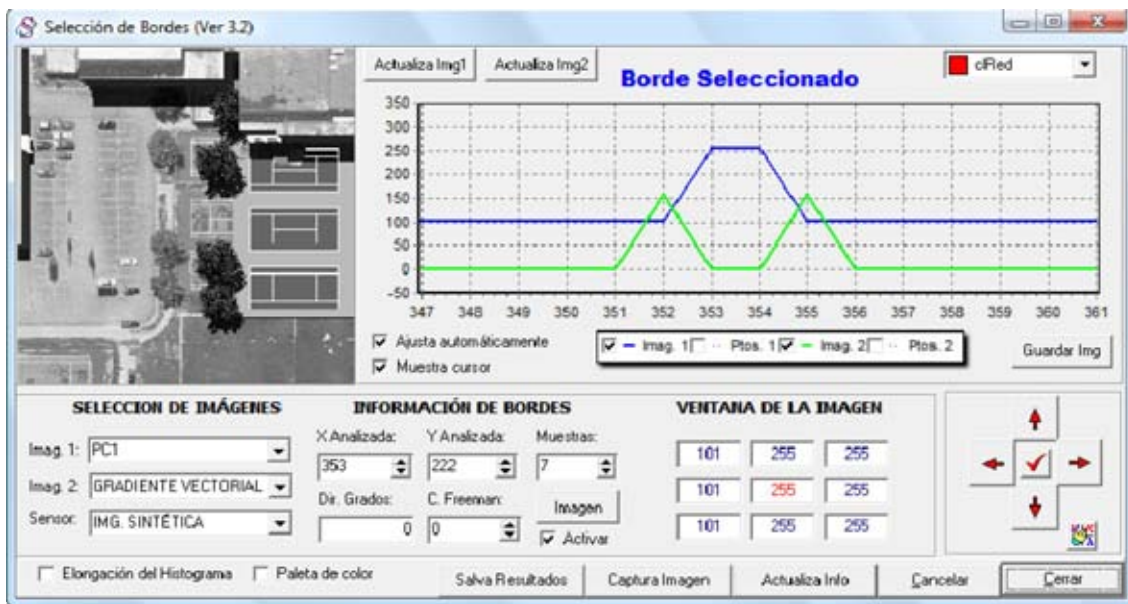 Selección de Bordes (Ver 3.2)
Actualiza Img1
Actualiza Img2
Borde Seleccionado
clRed
350
300
250
200
150
100
50
0
-50
347 348 349 350 351 352 353 354 355 356 357 358 359 360 361
Ajusta automáticamente
Muestra cursor
Imag. 1 Ptos. 1 Imag. 2 Ptos. 2
Guardar Img
SELECCION DE IMÁGENES
Imag. 1: PC1
Imag. 2: GRADIENTE VECTORIAL
Sensor: IMG. SINTÉTICA
INFORMACIÓN DE BORDES
X Analizada: Y Analizada: Muestras:
353 222 7
Dir. Grados: C. Freeman:
0 0
Imagen
Activar
VENTANA DE LA IMAGEN
101 255 255
101 255 255
101 255 255
Elongación del Histograma
Paleta de color
Salva Resultados
Captura Imagen
Actualiza Info
Cancelar
Cerrar